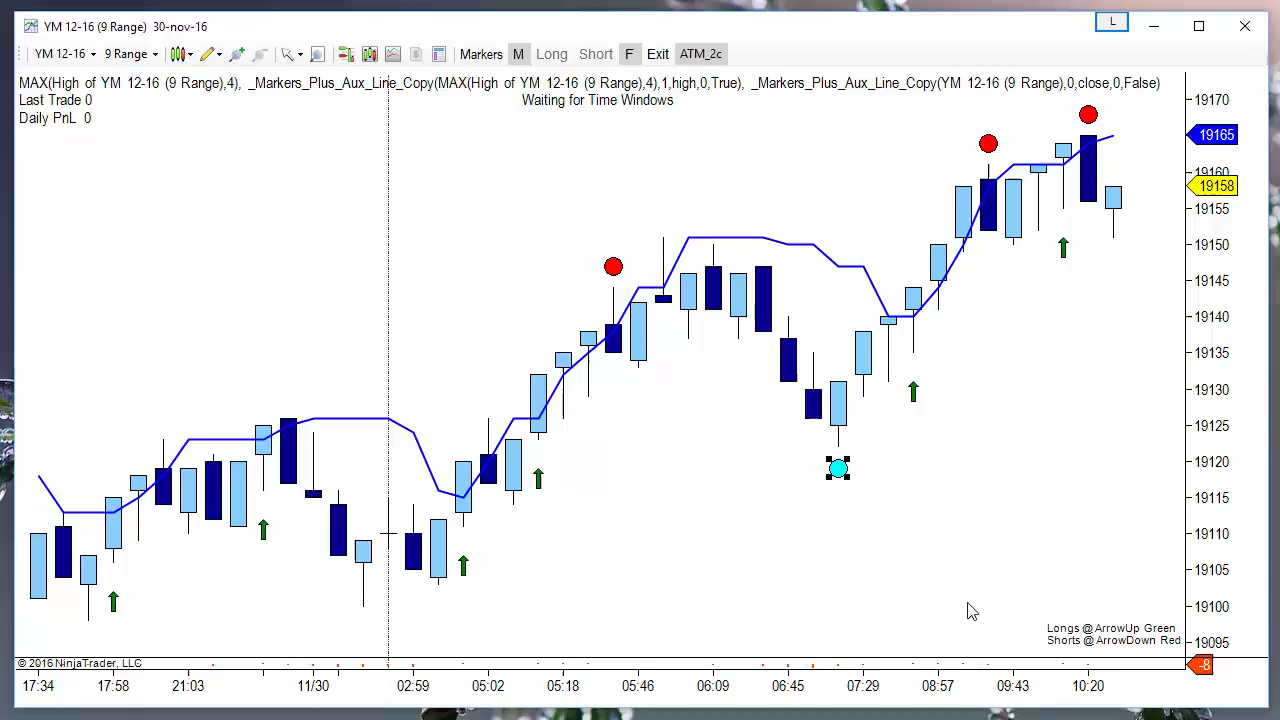 YM 12-16 (9 Range) 30-nov-16
L
YM 12-16 9 Range Markers M Long Short F Exit ATM_2c
MAX(High of YM 12-16 (9 Range),4), _Markers_Plus_Aux_Line_Copy(MAX(High of YM 12-16 (9 Range),4),1,high,0,True), _Markers_Plus_Aux_Line_Copy(YM 12-16 (9 Range),0,close,0,False)
Last Trade 0
Waiting for Time Windows
Daily PnL 0
19170
19165
19160
19158
19155
19150
19145
19140
19135
19130
19125
19120
19115
19110
19105
19100
19095
Longs @ArrowUp Green
Shorts @ArrowDown Red
© 2016 NinjaTrader, LLC
-8
17:34 17:58 21:03 11/30 02:59 05:02 05:18 05:46 06:09 06:45 07:29 08:57 09:43 10:20